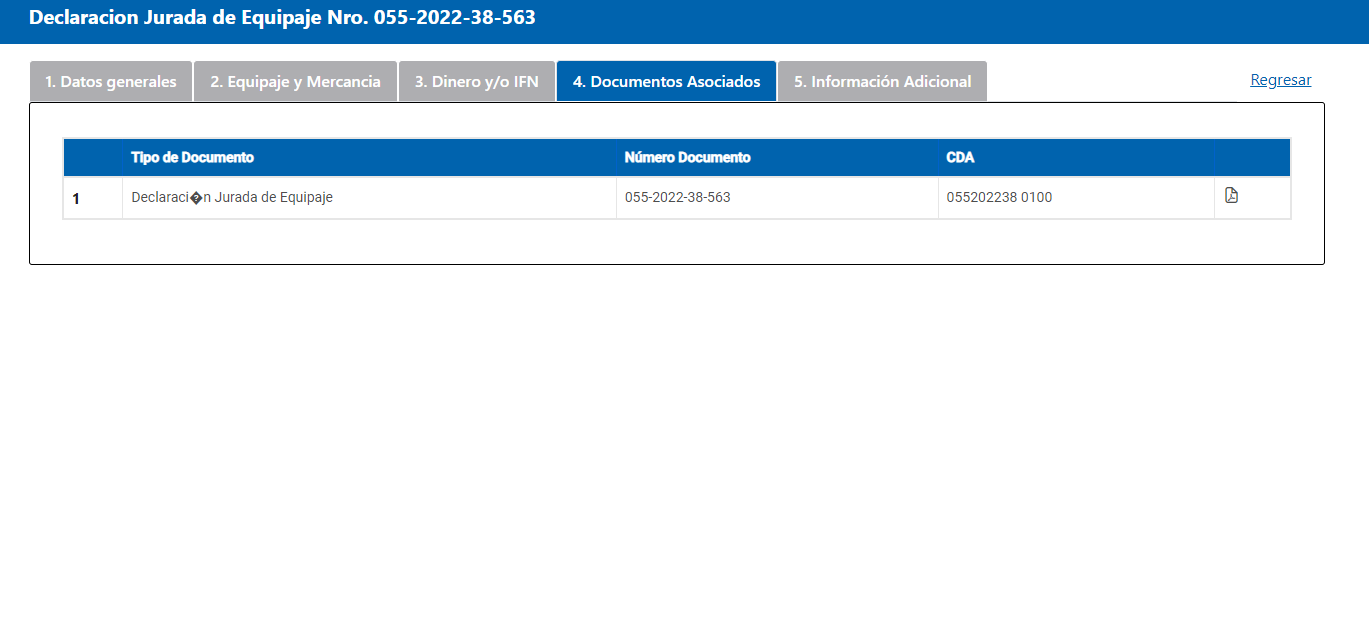 Declaracion Jurada de Equipaje Nro. 055-2022-38-563
1. Datos generales 2. Equipaje y Mercancia 3. Dinero y/o IFN 4. Documentos Asociados 5. Información Adicional Regresar
Tipo de Documento Número Documento CDA
1 Declaraci�n Jurada de Equipaje 055-2022-38-563 055202238 0100